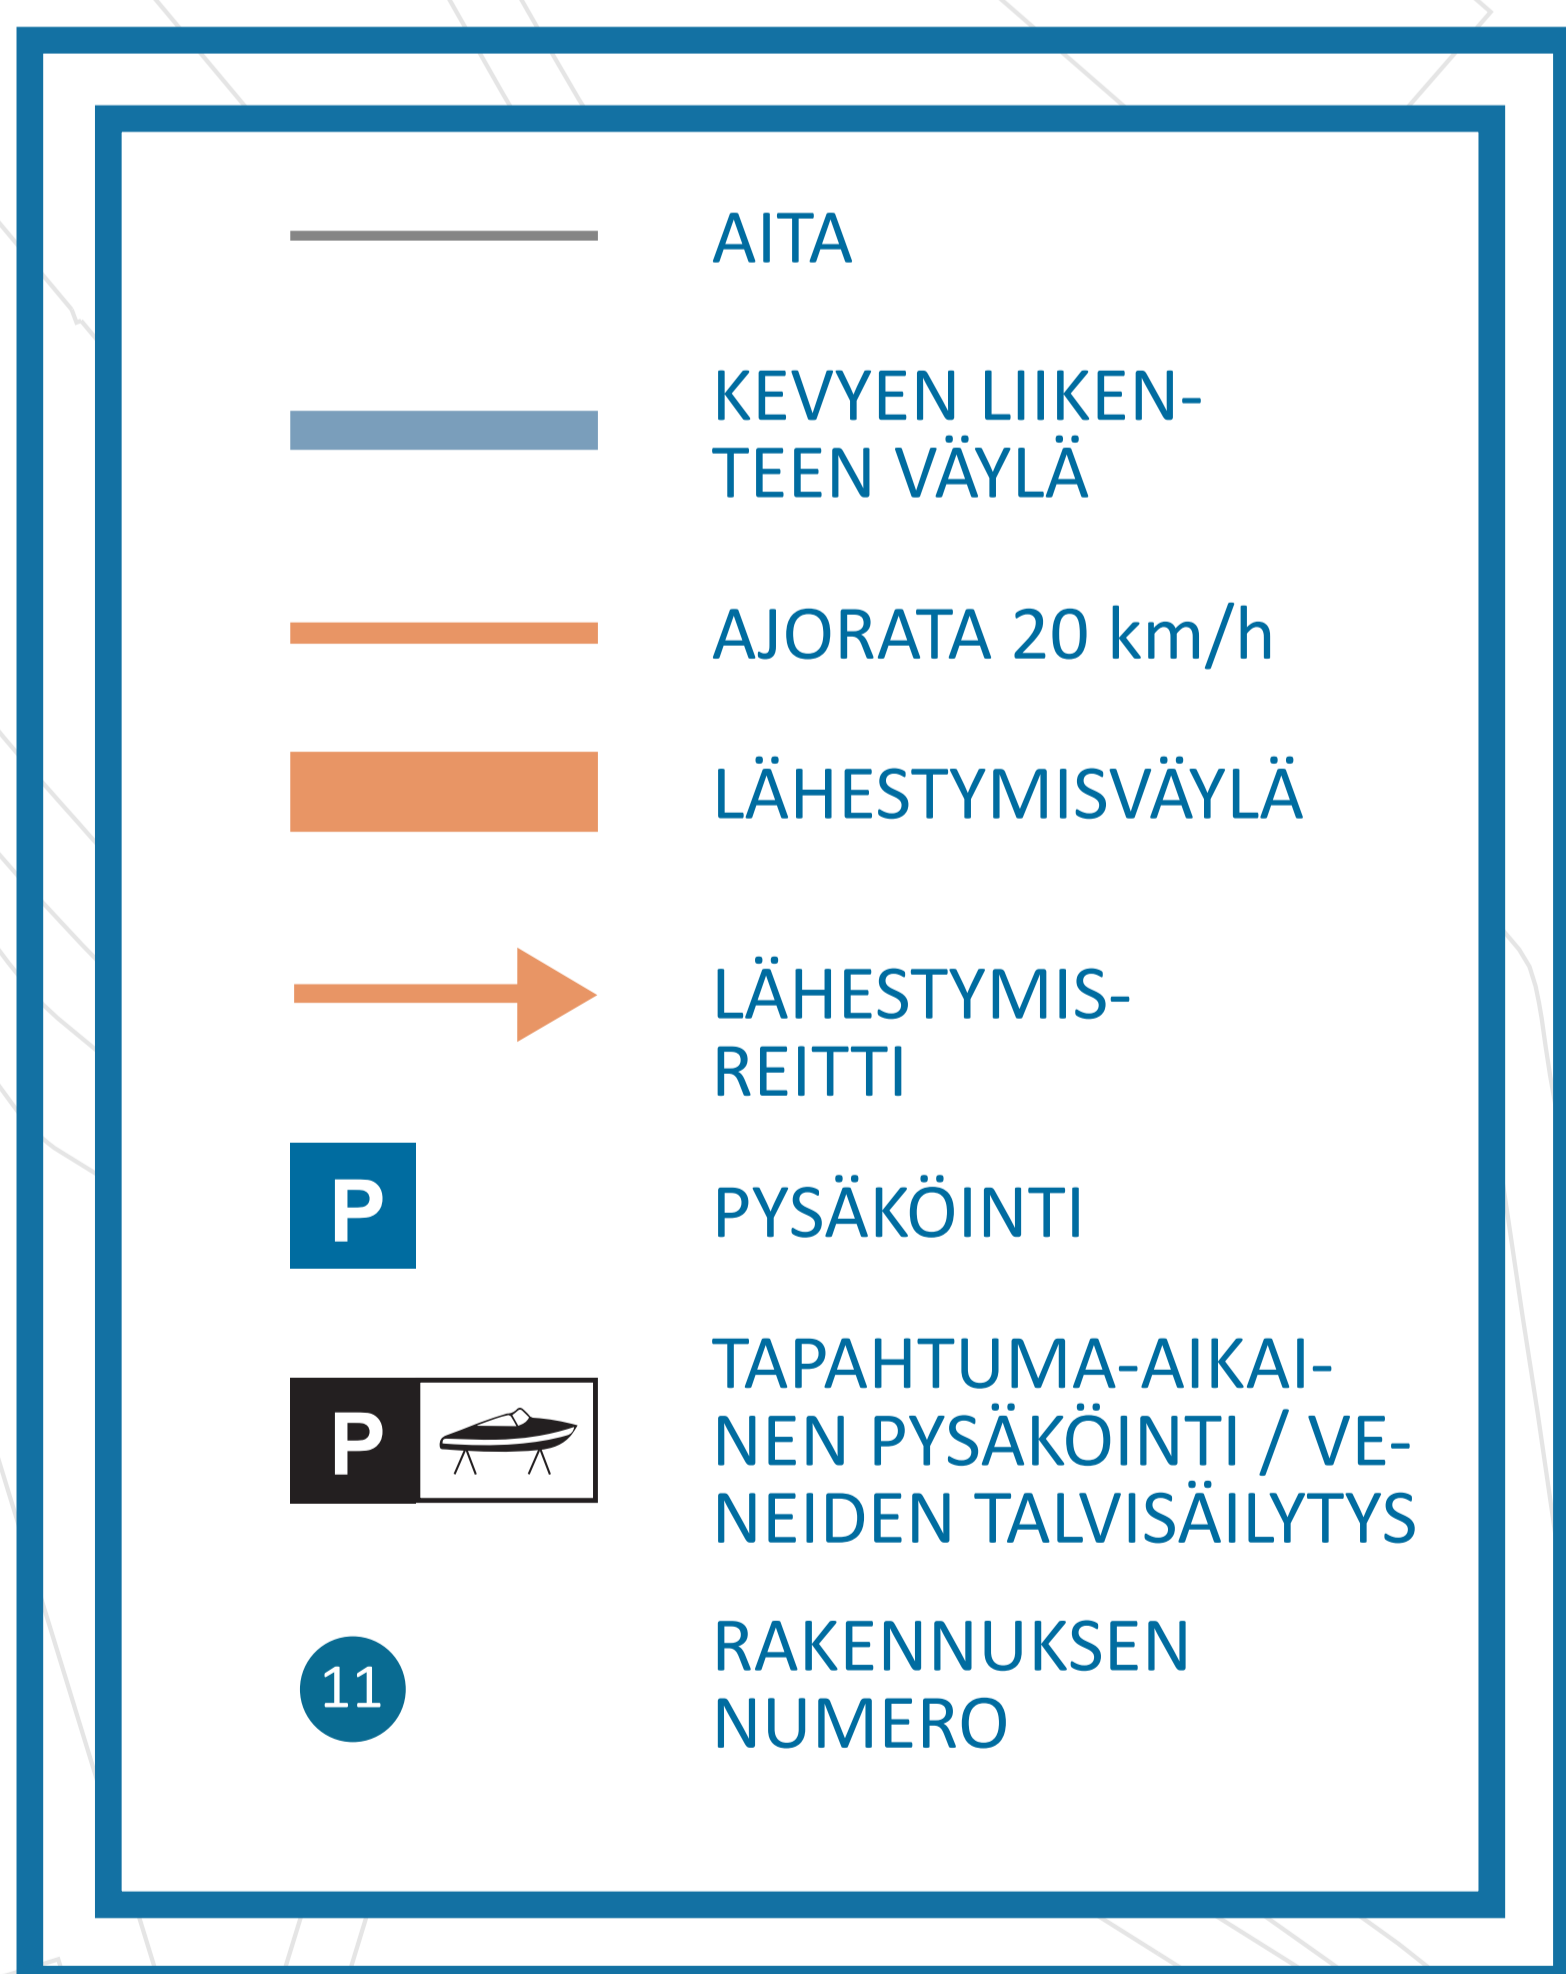 AITA
KEVYEN LIIKEN-
TEEN VÄYLÄ
AJORATA 20 km/h
LÄHESTYMISVÄYLÄ
LÄHESTYMIS-
REITTI
P
PYSÄKÖINTI
TAPAHTUMA-AIKAI-
P
NEN PYSÄKÖINTI / VE-
NEIDEN TALVISÄILYTYS
RAKENNUKSEN
11
NUMERO